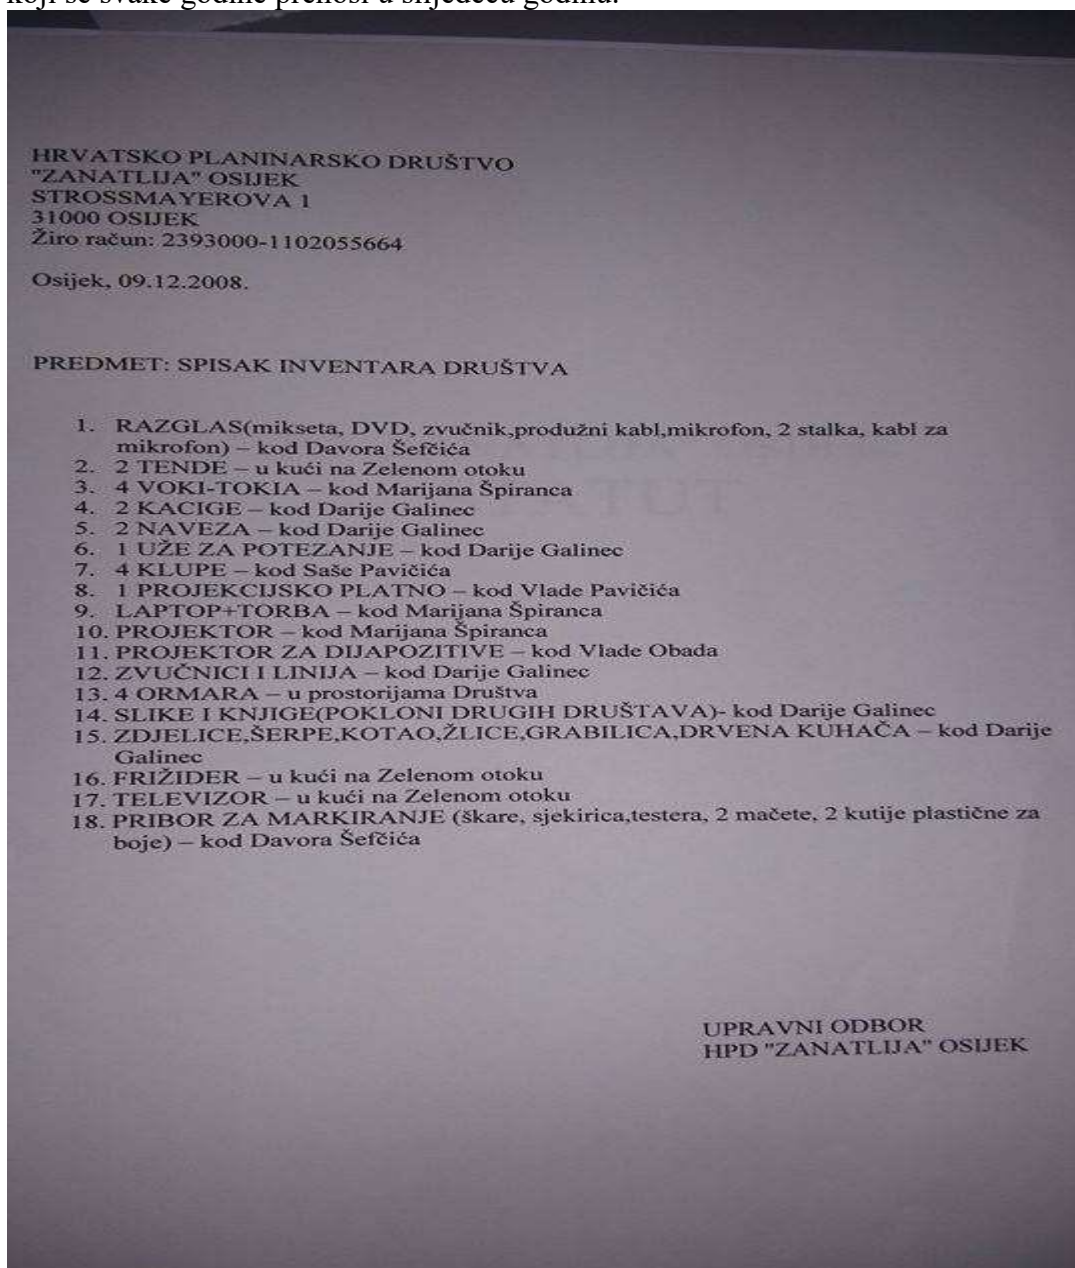 koji se svake godine prenosi u slijedeću godinu.
HRVATSKO PLANINARSKO DRUŠTVO
"ZANATLIJA" OSIJEK
STROSSMAYEROVA 1
31000 OSIJEK
Žiro račun: 2393000-1102055664
Osijek, 09.12.2008.
PREDMET: SPISAK INVENTARA DRUŠTVA
1. RAZGLAS(mikseta, DVD, zvučnik,produžni kabl,mikrofon, 2 stalka, kabl za
mikrofon) – kod Davora Šefčića
2. 2 TENDE – u kući na Zelenom otoku
3. 4 VOKI-TOKIA – kod Marijana Špiranca
4. 2 KACIGE – kod Darije Galinec
5. 2 NAVEZA – kod Darije Galinec
6. 1 UŽE ZA POTEZANJE – kod Darije Galinec
7. 4 KLUPE – kod Saše Pavičića
8. 1 PROJEKCIJSKO PLATNO – kod Vlade Pavičića
9. LAPTOP+TORBA – kod Marijana Špiranca
10. PROJEKTOR – kod Marijana Špiranca
11. PROJEKTOR ZA DIJAPOZITIVE – kod Vlade Obada
12. ZVUČNICI I LINIJA – kod Darije Galinec
13. 4 ORMARA – u prostorijama Društva
14. SLIKE I KNJIGE(POKLONI DRUGIH DRUŠTAVA)- kod Darije Galinec
15. ZDJELICE,ŠERPE,KOTAO,ŽLICE,GRABILICA,DRVENA KUHAČA – kod Darije
Galinec
16. FRIŽIDER – u kući na Zelenom otoku
17. TELEVIZOR – u kući na Zelenom otoku
18. PRIBOR ZA MARKIRANJE (škare, sjekirica,testera, 2 mačete, 2 kutije plastične za
boje) – kod Davora Šefčića
UPRAVNI ODBOR
HPD "ZANATLIJA" OSIJEK